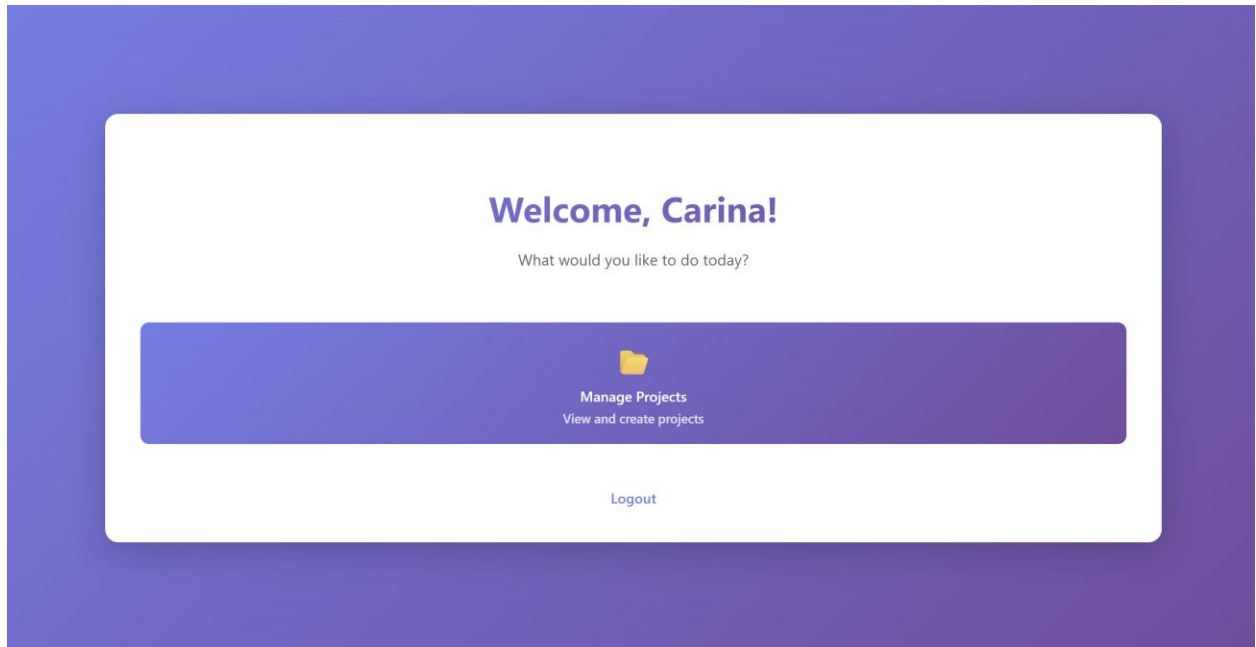 Welcome, Carina!
What would you like to do today?
Manage Projects
View and create projects
Logout